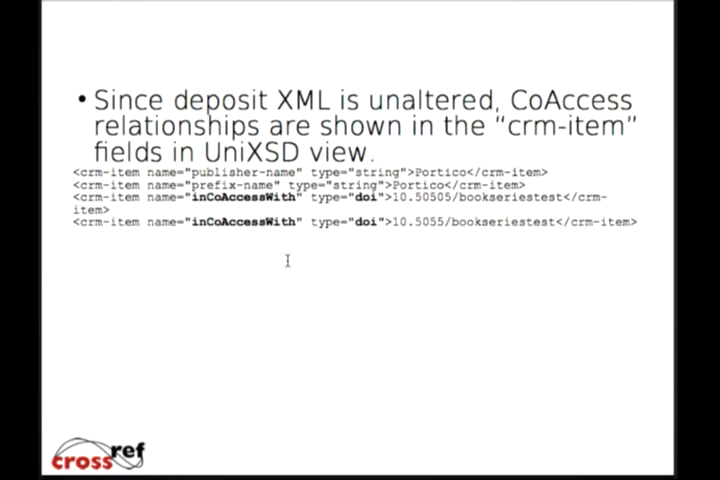 • Since deposit XML is unaltered, CoAccess
relationships are shown in the “crm-item”
fields in UniXSD view.
<crm-item name="publisher-name" type="string">Portico</crm-item>
<crm-item name="prefix-name" type="string">Portico</crm-item>
<crm-item name="inCoAccessWith" type="doi">10.50505/bookseriestest</crm-
item>
<crm-item name="inCoAccessWith" type="doi">10.5055/bookseriestest</crm-item>
crossref